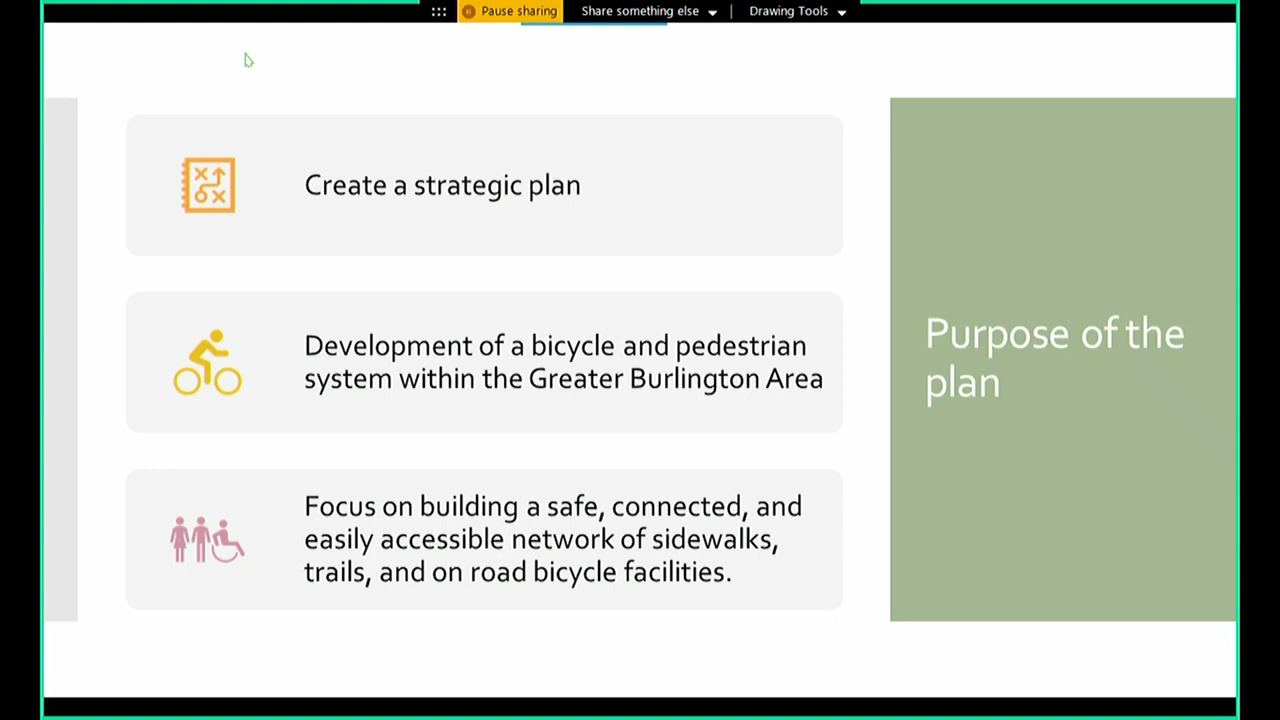 Pause sharing
Share something else
Drawing Tools
Create a strategic plan
Development of a bicycle and pedestrian
system within the Greater Burlington Area
Focus on building a safe, connected, and
easily accessible network of sidewalks,
trails, and on road bicycle facilities.
Purpose of the
plan